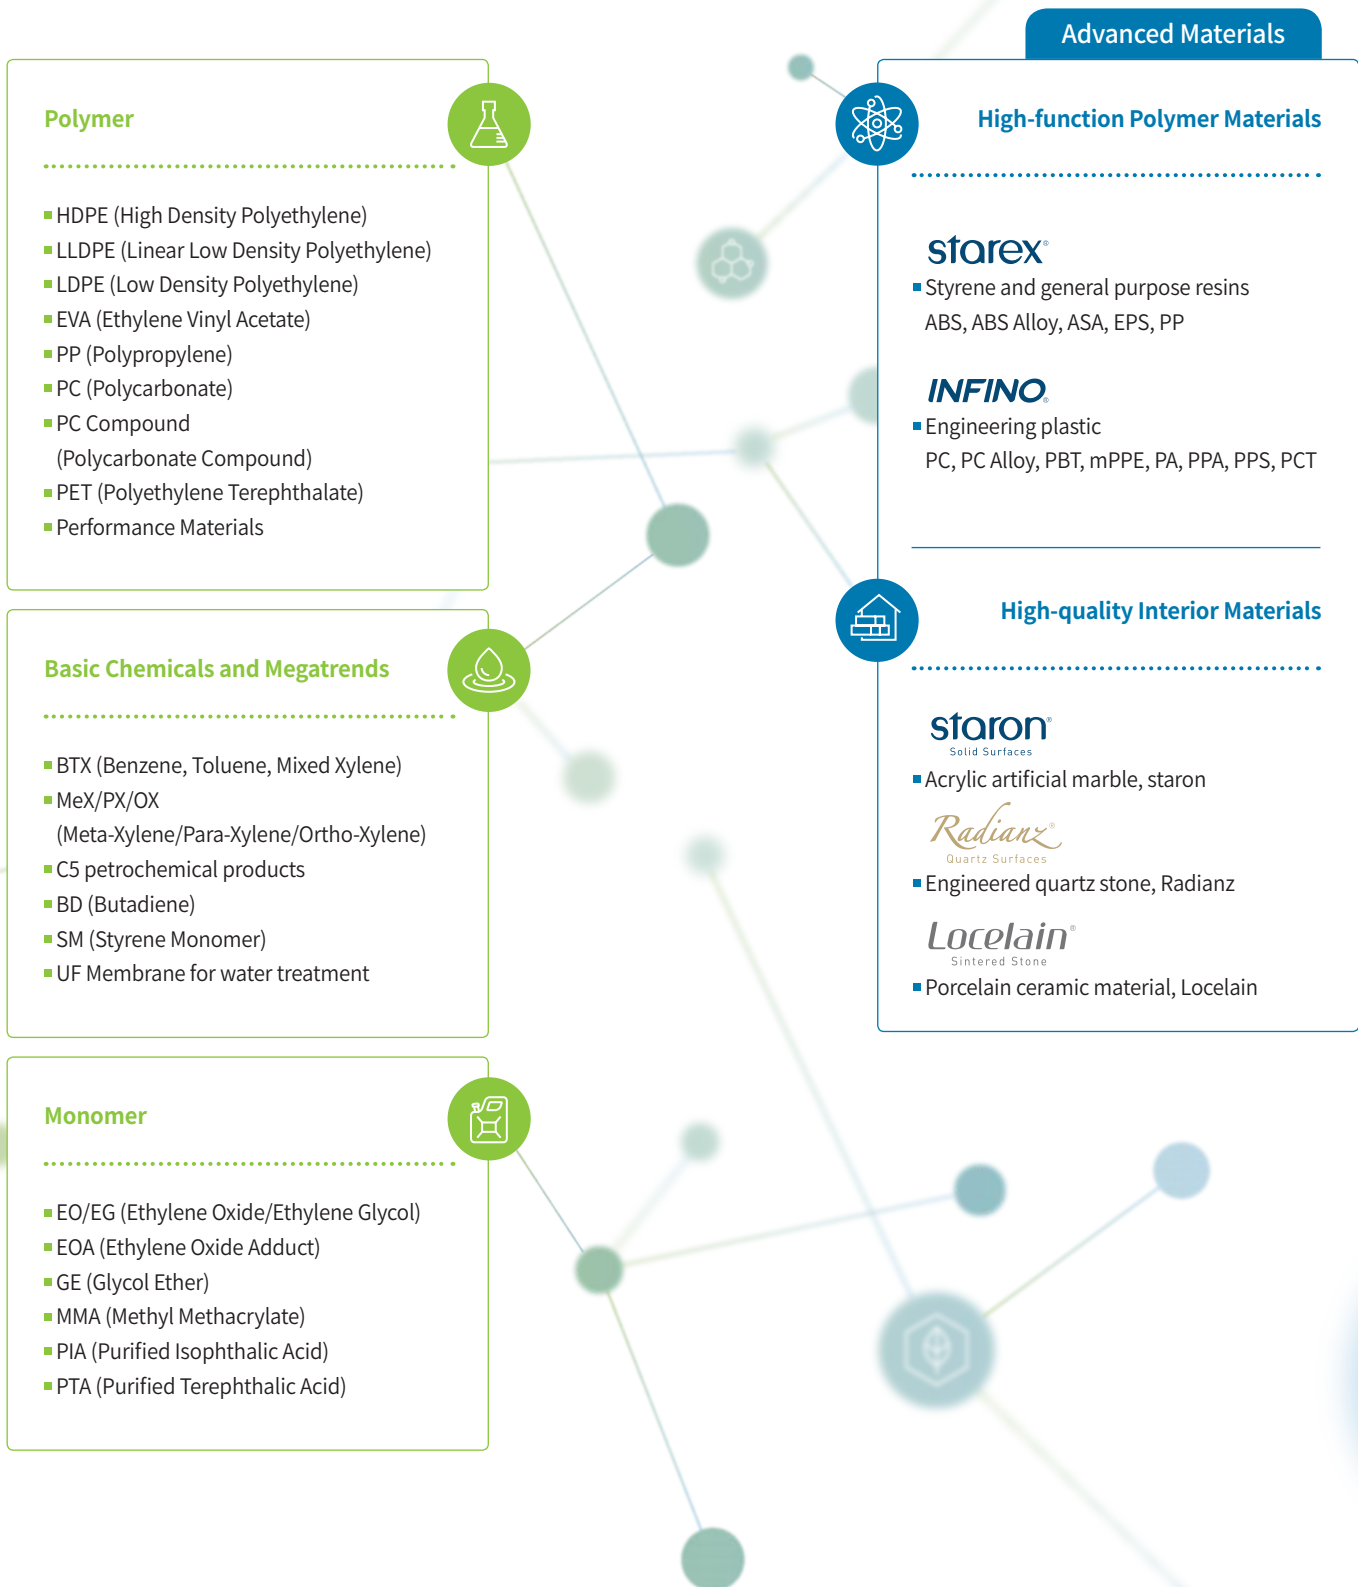 Polymer
HDPE (High Density Polyethylene)
LLDPE (Linear Low Density Polyethylene)
LDPE (Low Density Polyethylene)
EVA (Ethylene Vinyl Acetate)
PP (Polypropylene)
PC (Polycarbonate)
PC Compound
(Polycarbonate Compound)
PET (Polyethylene Terephthalate)
Performance Materials
Basic Chemicals and Megatrends
BTX (Benzene, Toluene, Mixed Xylene)
MeX/PX/OX
(Meta-Xylene/Para-Xylene/Ortho-Xylene)
C5 petrochemical products
BD (Butadiene)
SM (Styrene Monomer)
UF Membrane for water treatment
Monomer
EO/EG (Ethylene Oxide/Ethylene Glycol)
EOA (Ethylene Oxide Adduct)
GE (Glycol Ether)
MMA (Methyl Methacrylate)
PIA (Purified Isophthalic Acid)
PTA (Purified Terephthalic Acid)
Advanced Materials
High-function Polymer Materials
starex®
Styrene and general purpose resins
ABS, ABS Alloy, ASA, EPS, PP
INFINO®
Engineering plastic
PC, PC Alloy, PBT, mPPE, PA, PPA, PPS, PCT
High-quality Interior Materials
staron®
Solid Surfaces
Acrylic artificial marble, staron
Radianz®
Quartz Surfaces
Engineered quartz stone, Radianz
Locelain®
Sintered Stone
Porcelain ceramic material, Locelain